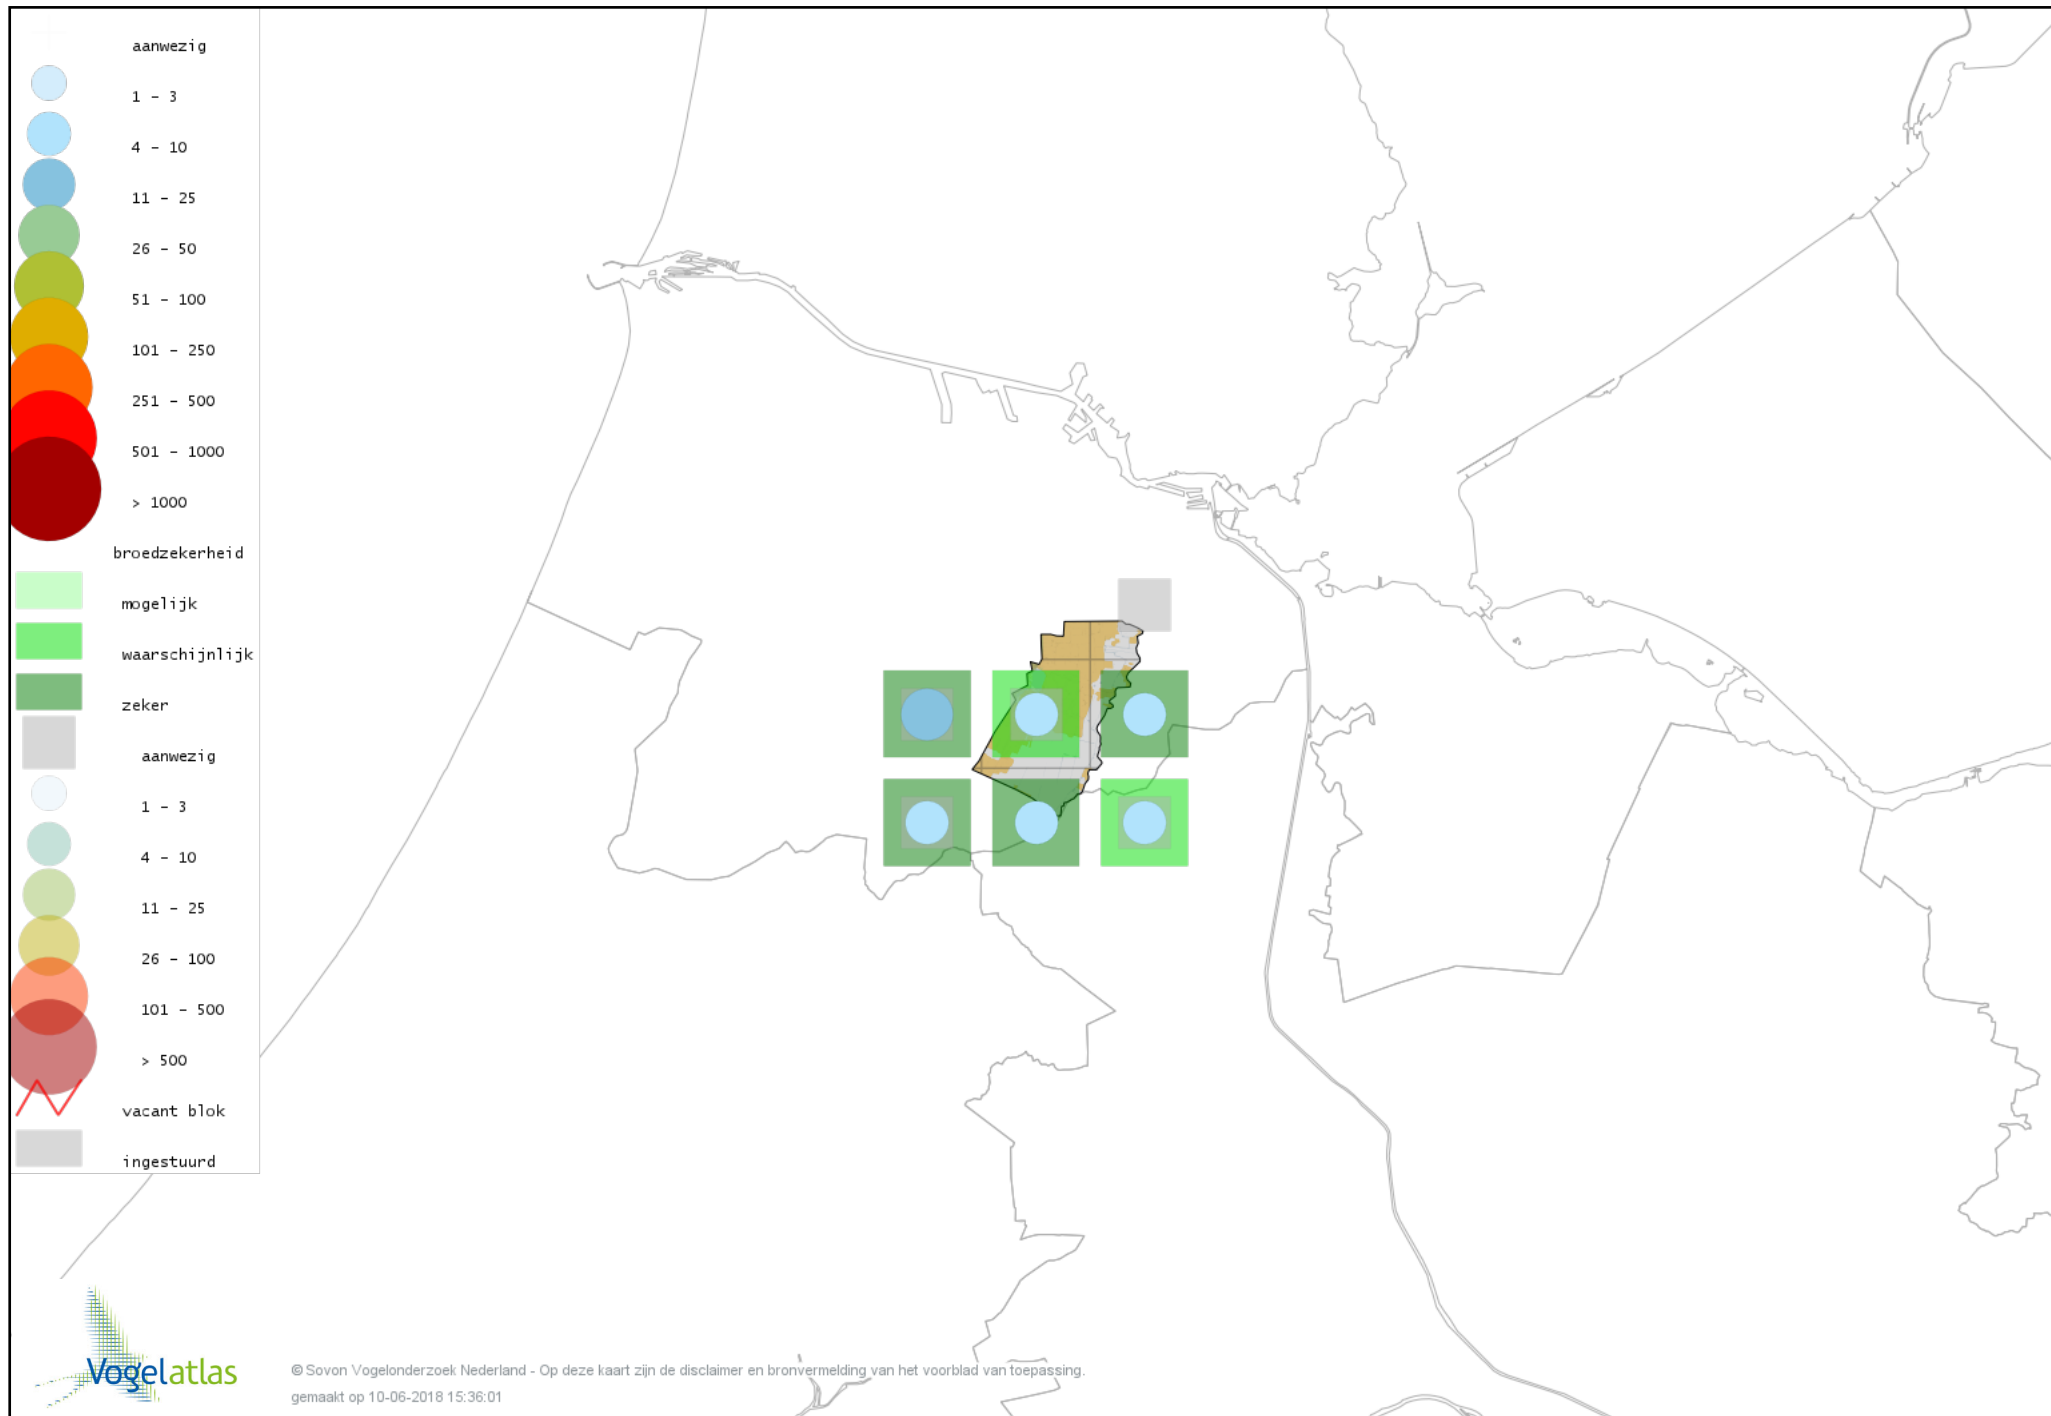 aanwezig
1 - 3
4 - 10
11 - 25
26 - 50
51 - 100
101 - 250
251 - 500
501 - 1000
> 1000
broedzekerheid
mogelijk
waarschijnlijk
zeker
aanwezig
1 - 3
4 - 10
11 - 25
26 - 100
101 - 500
> 500
vacant blok
ingestuurd
Vogelatlas
© Sovon Vogelonderzoek Nederland - Op deze kaart zijn de disclaimer en bronvermelding van het voorblad van toepassing.
gemaakt op 10-06-2018 15:36:01